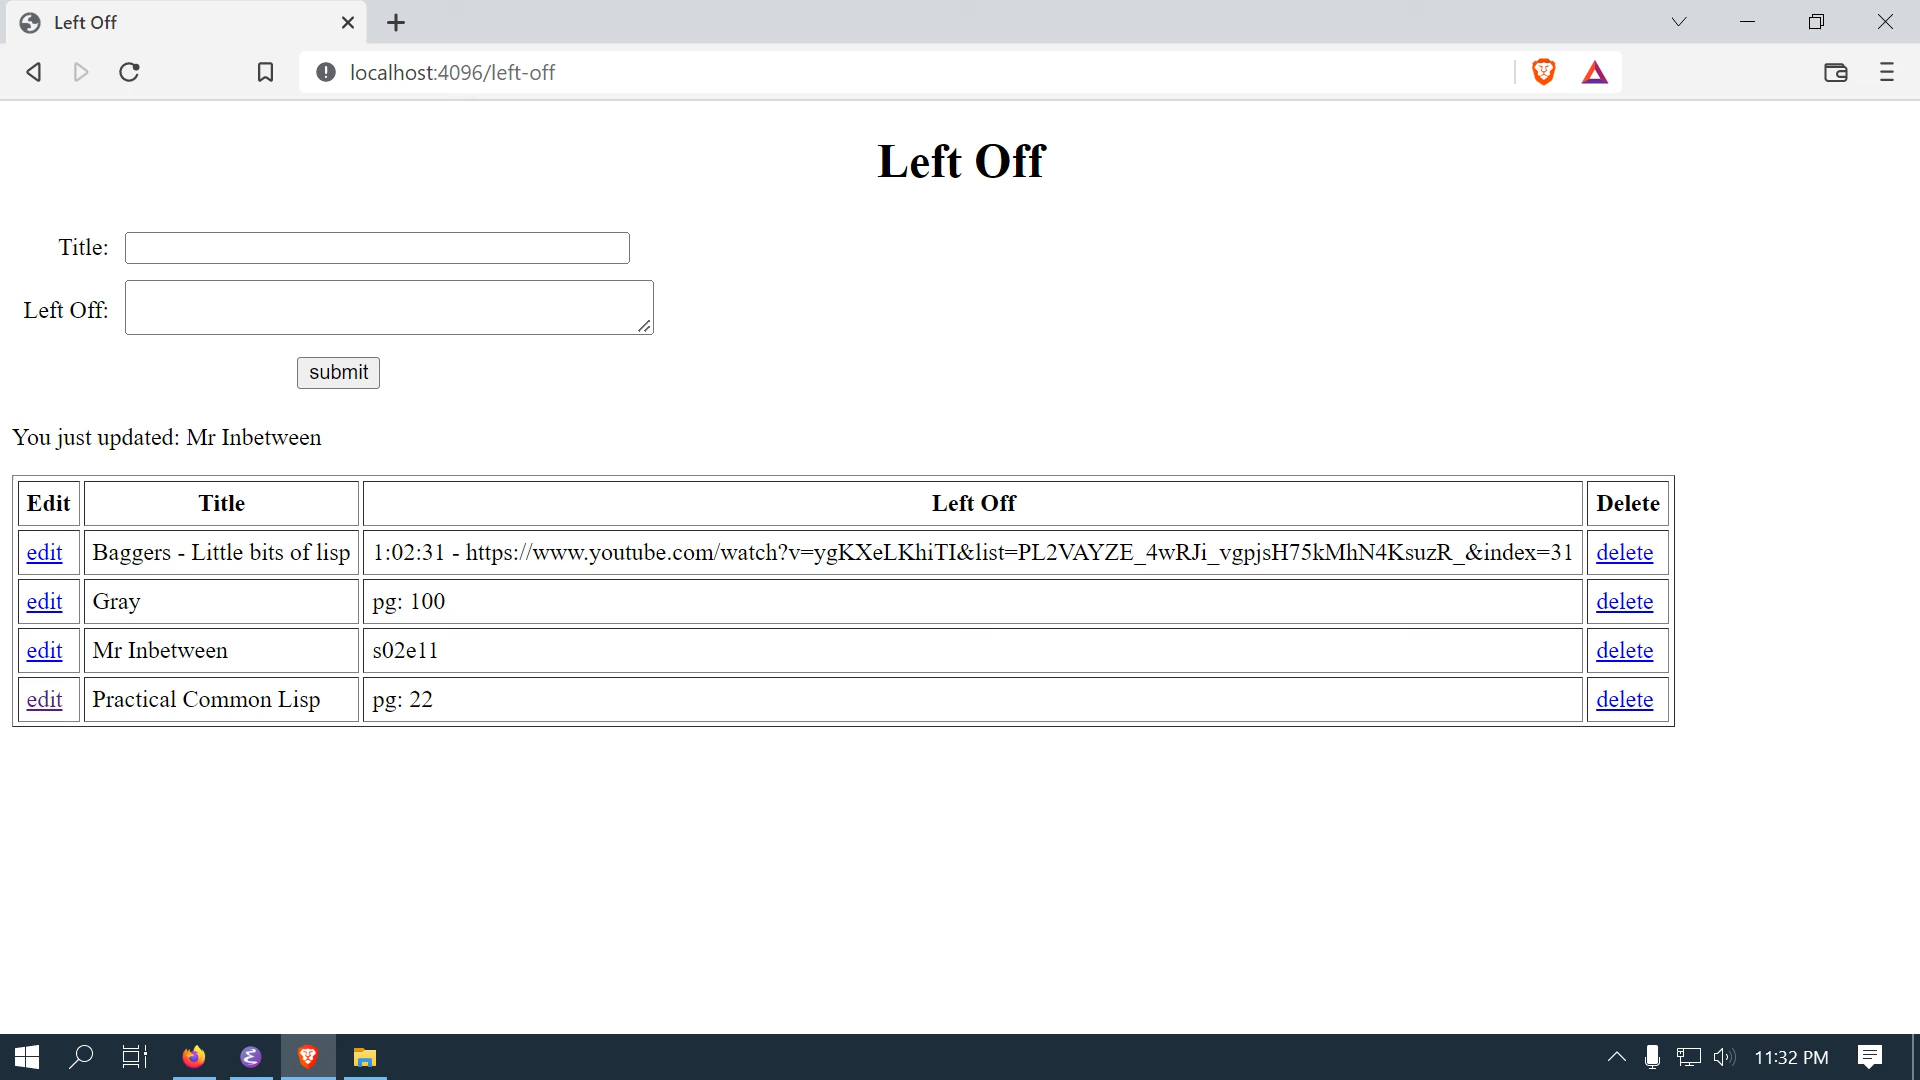 Left Off
localhost:4096/left-off
Left Off
Title:
Left Off:
submit
You just updated: Mr Inbetween
Edit Title Left Off Delete
edit Baggers - Little bits of lisp 1:02:31 - https://www.youtube.com/watch?v=ygKXeLKhiTI&list=PL2VAYZE_4wRJi_vgpjsH75kMhN4KsuzR_&index=31 delete
edit Gray pg: 100 delete
edit Mr Inbetween s02e11 delete
edit Practical Common Lisp pg: 22 delete
11:32 PM